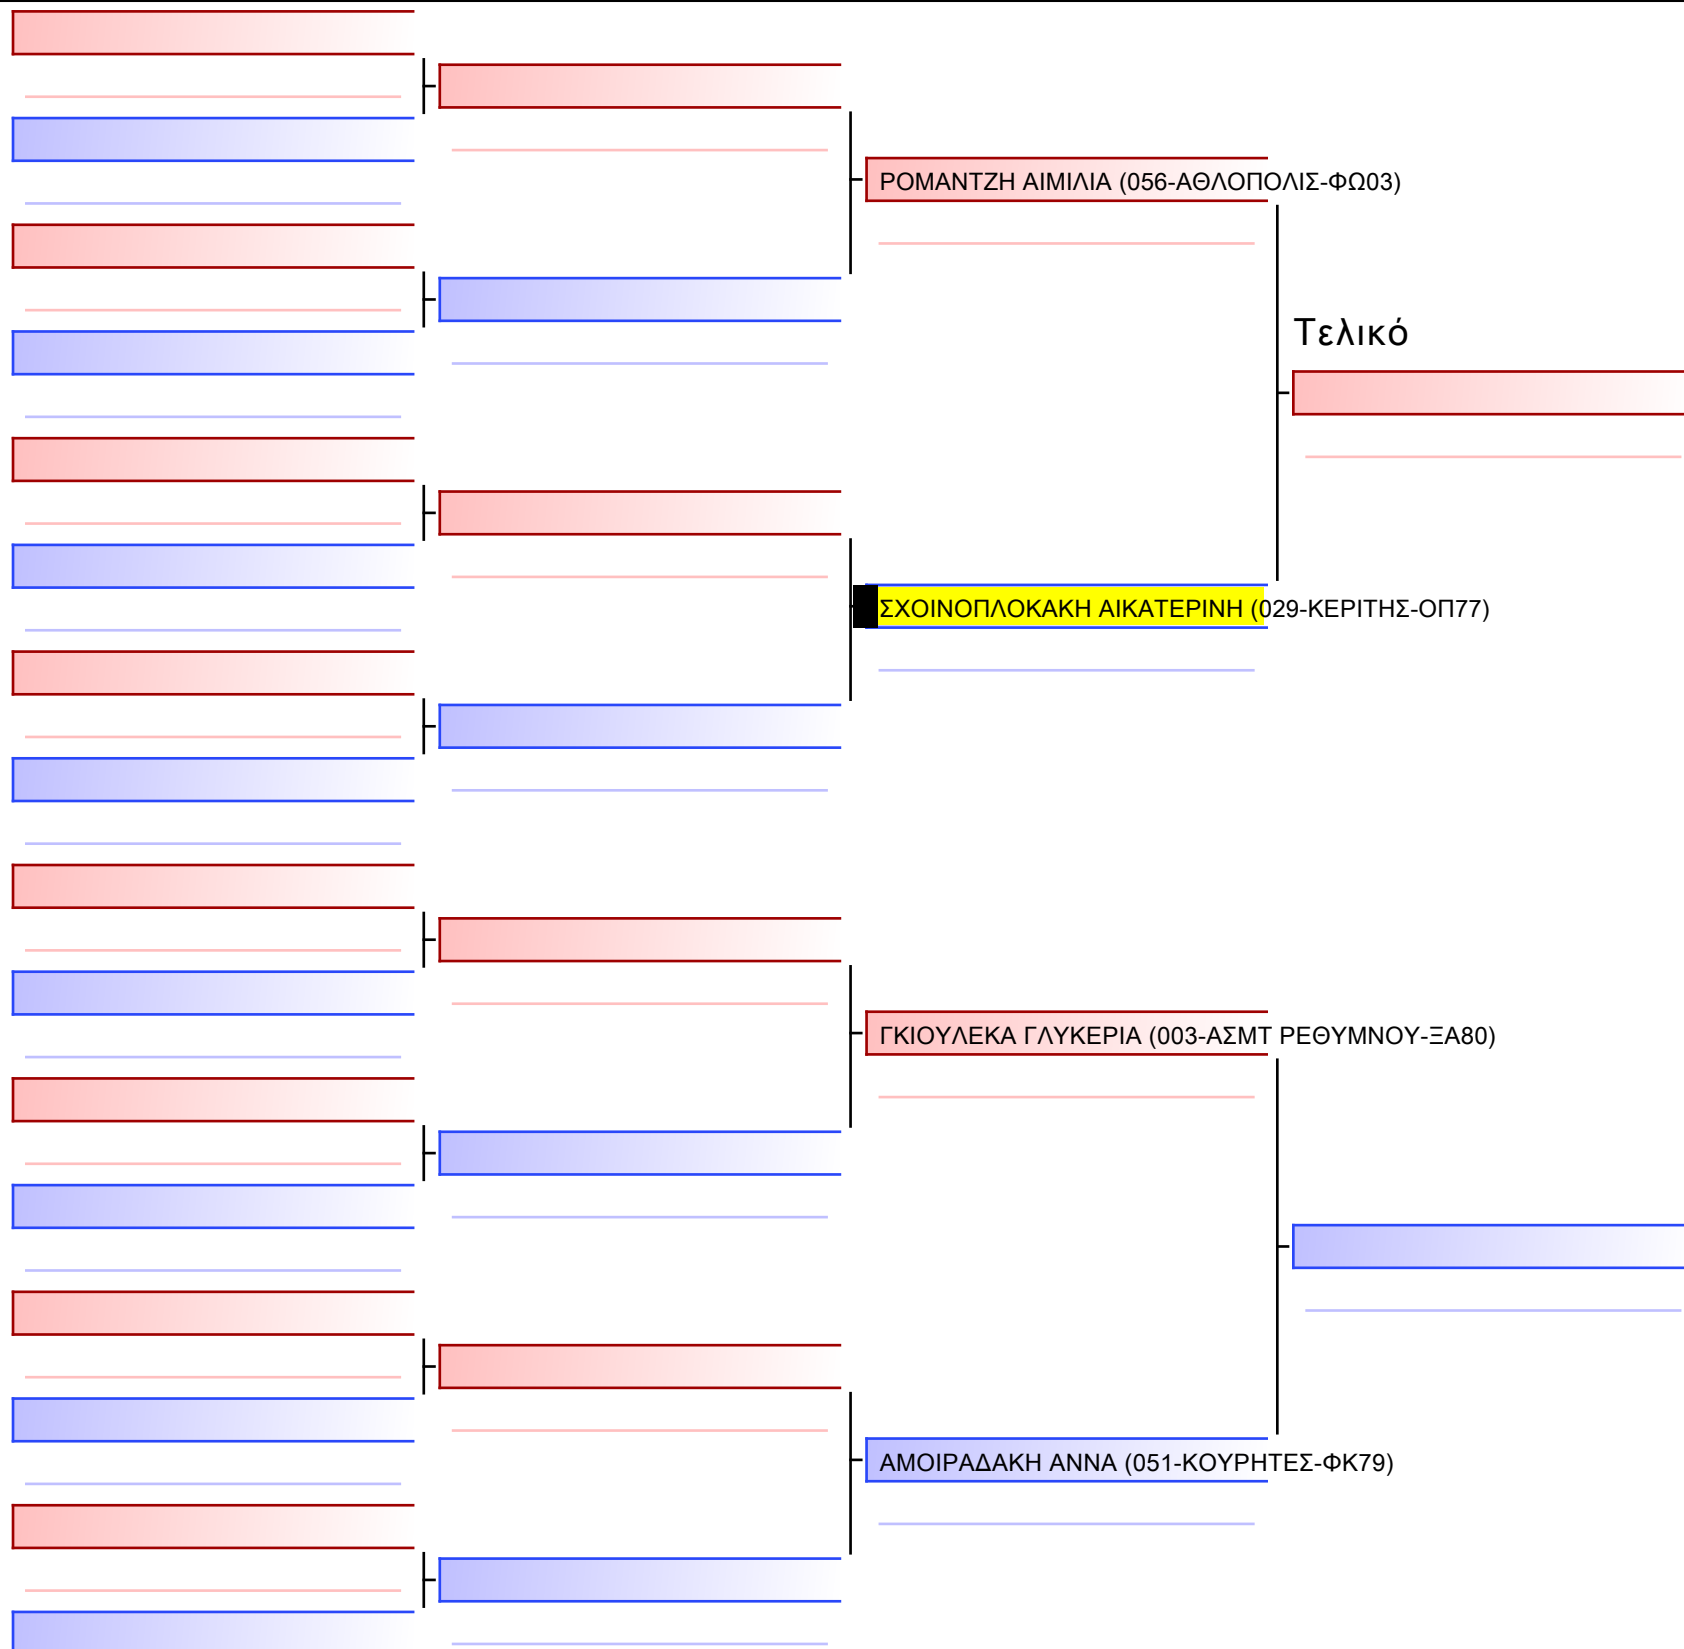 ΡΟΜΑΝΤΖΗ ΑΙΜΙΛΙΑ (056-ΑΘΛΟΠΟΛΙΣ-ΦΩ03)
Τελικό
ΣΧΟΙΝΟΠΛΟΚΑΚΗ ΑΙΚΑΤΕΡΙΝΗ (029-ΚΕΡΙΤΗΣ-ΟΠ77)
ΓΚΙΟΥΛΕΚΑ ΓΛΥΚΕΡΙΑ (003-ΑΣΜΤ ΡΕΘΥΜΝΟΥ-ΞΑ80)
ΑΜΟΙΡΑΔΑΚΗ ΑΝΝΑ (051-ΚΟΥΡΗΤΕΣ-ΦΚ79)